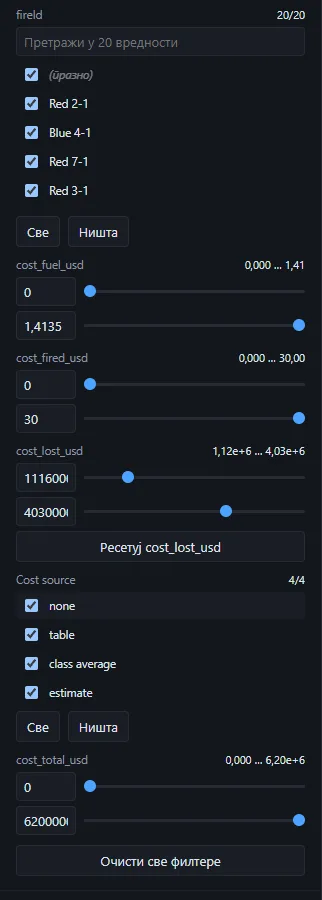 fireId 20/20
Претражи у 20 вредности
(празно)
Red 2-1
Blue 4-1
Red 7-1
Red 3-1
Све Ништа
cost_fuel_usd 0,000 ... 1,41
0
1,4135
cost_fired_usd 0,000 ... 30,00
0
30
cost_lost_usd 1,12e+6 ... 4,03e+6
1116000
4030000
Ресетуј cost_lost_usd
Cost source 4/4
none
table
class average
estimate
Све Ништа
cost_total_usd 0,000 ... 6,20e+6
0
6200000
Очисти све филтере